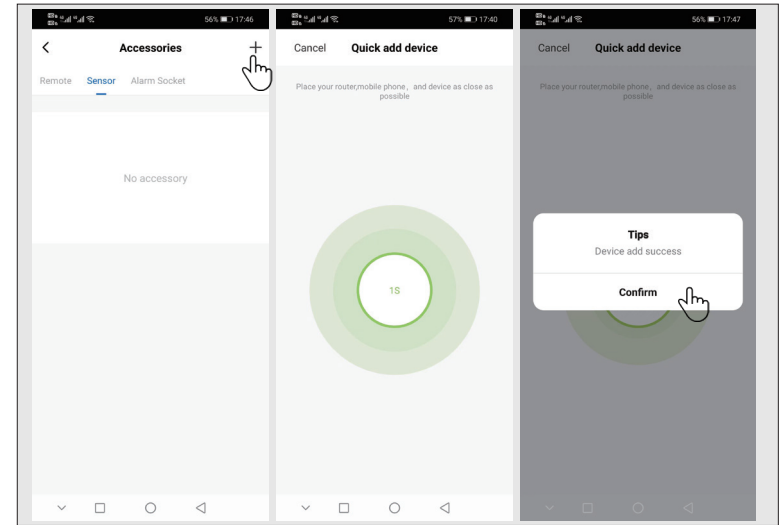 56% 17:46
Accessories
Remote Sensor Alarm Socket
No accessory
57% 17:40
Cancel Quick add device
Place your router,mobile phone, and device as close as
possible
1S
56% 17:47
Cancel Quick add device
Place your router,mobile phone, and device as close as
possible
Tips
Device add success
Confirm